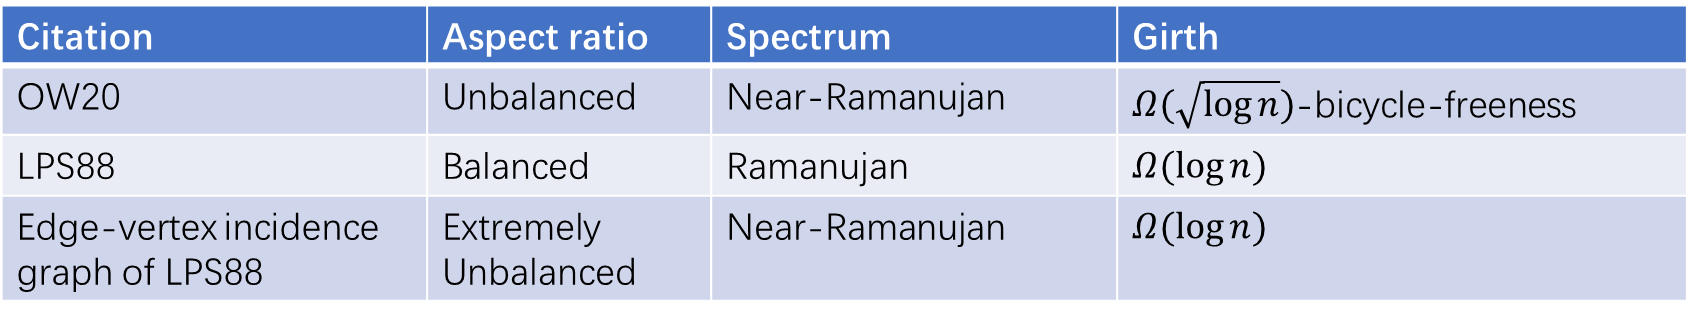 Citation Aspect ratio Spectrum Girth
OW20 Unbalanced Near-Ramanujan Ω(√log n)-bicycle-freeness
LPS88 Balanced Ramanujan Ω(log n)
Edge-vertex incidence Extremely Near-Ramanujan Ω(log n)
graph of LPS88 Unbalanced